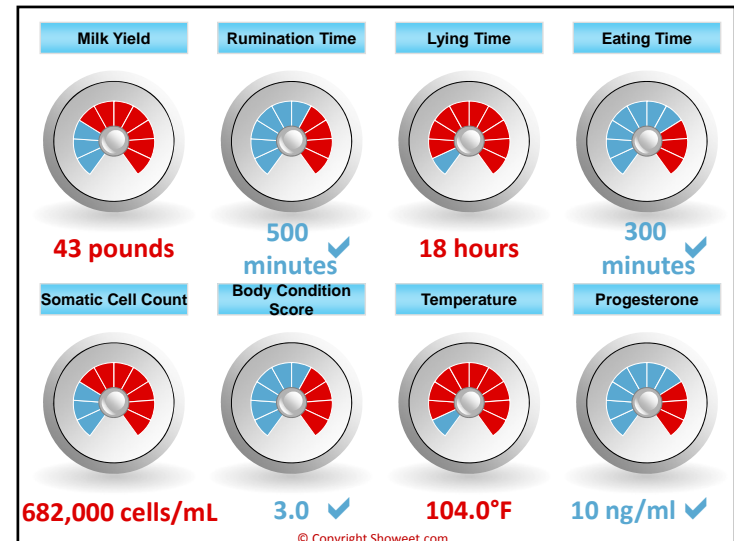 Milk Yield
Rumination Time
Lying Time
Eating Time
43 pounds
500
minutes
18 hours
300
minutes
Somatic Cell Count
Body Condition
Score
Temperature
Progesterone
682,000 cells/mL
3.0
104.0°F
10 ng/ml
© Copyright Showeet.com